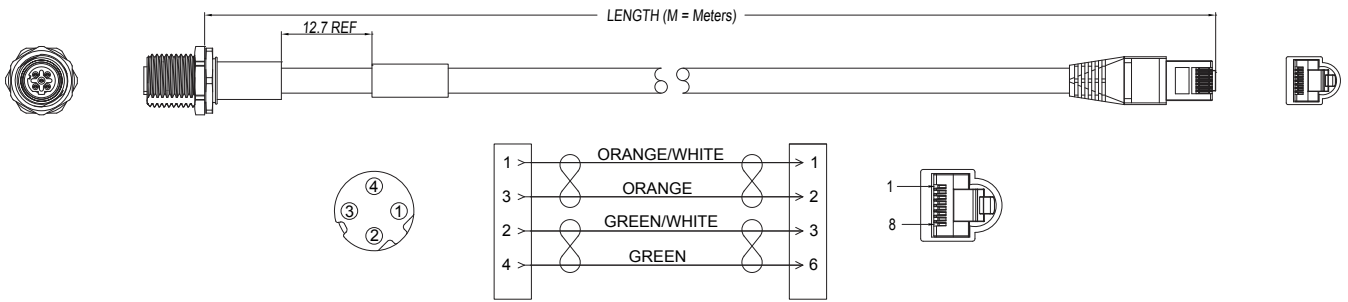 LENGTH (M = Meters)
12.7 REF
4
3
1
2
1 ORANGE/WHITE 1
3 ORANGE 2
2 GREEN/WHITE 3
4 GREEN 6
1
8